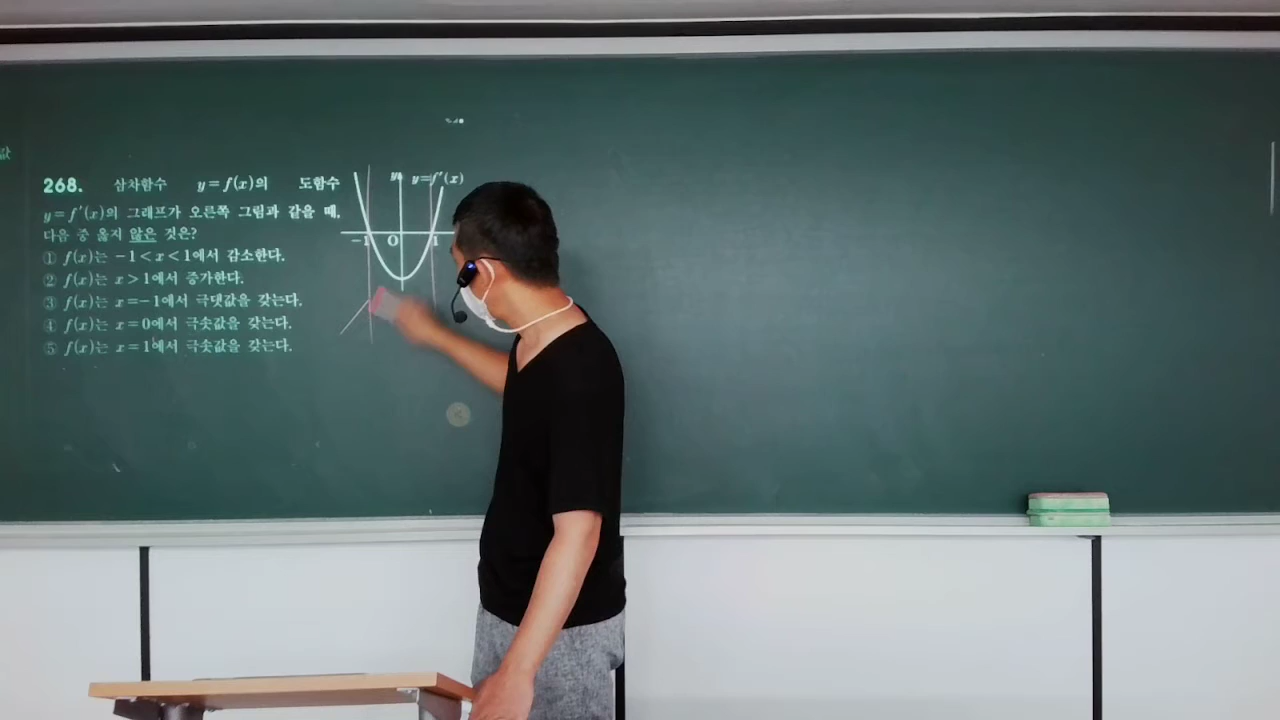 값
268. 삼차함수 y=f(x)의 도함수
y=f'(x)의 그래프가 오른쪽 그림과 같을 때,
다음 중 옳지 않은 것은?
① f(x)는 -1<x<1에서 감소한다.
② f(x)는 x>1에서 증가한다.
③ f(x)는 x=-1에서 극댓값을 갖는다.
④ f(x)는 x=0에서 극솟값을 갖는다.
⑤ f(x)는 x=1에서 극솟값을 갖는다.
y y=f'(x)
-1 O 1